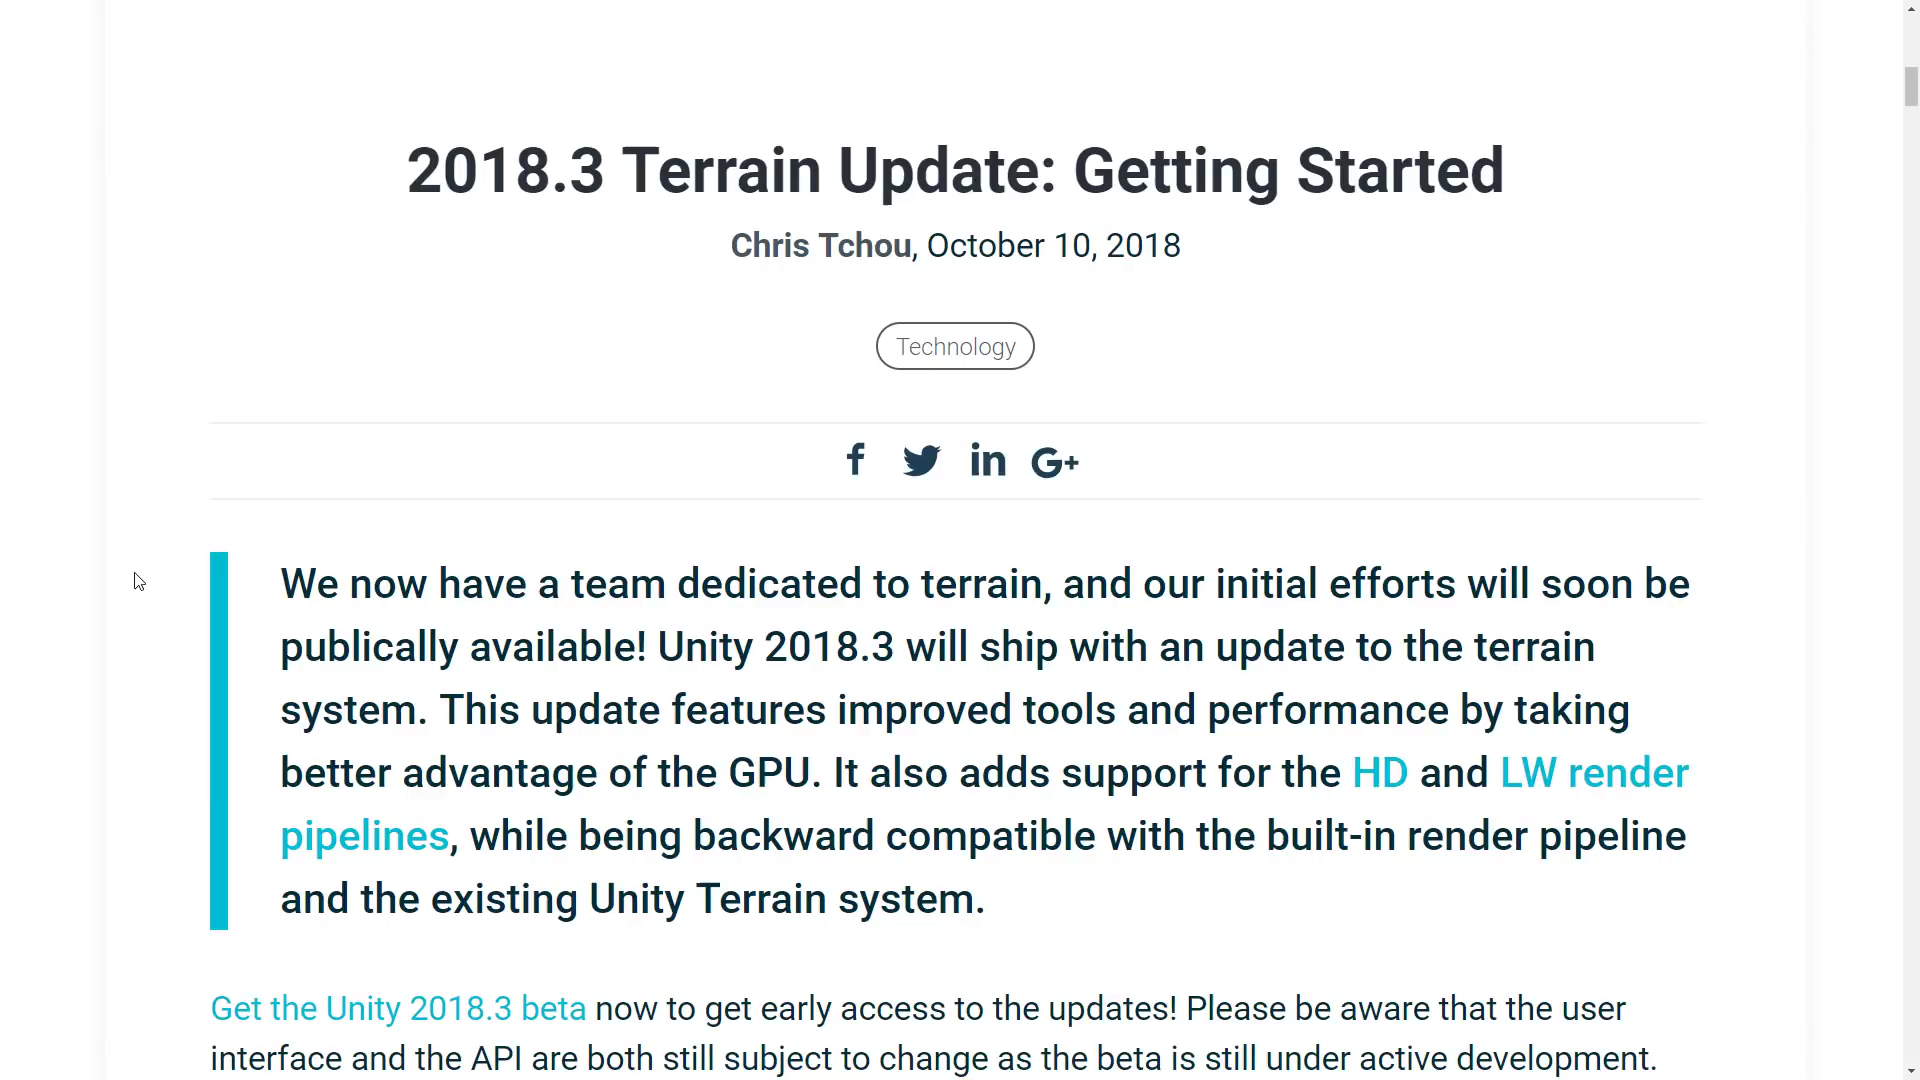 2018.3 Terrain Update: Getting Started
Chris Tchou, October 10, 2018
Technology
We now have a team dedicated to terrain, and our initial efforts will soon be
publically available! Unity 2018.3 will ship with an update to the terrain
system. This update features improved tools and performance by taking
better advantage of the GPU. It also adds support for the HD and LW render
pipelines, while being backward compatible with the built-in render pipeline
and the existing Unity Terrain system.
Get the Unity 2018.3 beta now to get early access to the updates! Please be aware that the user
interface and the API are both still subject to change as the beta is still under active development.